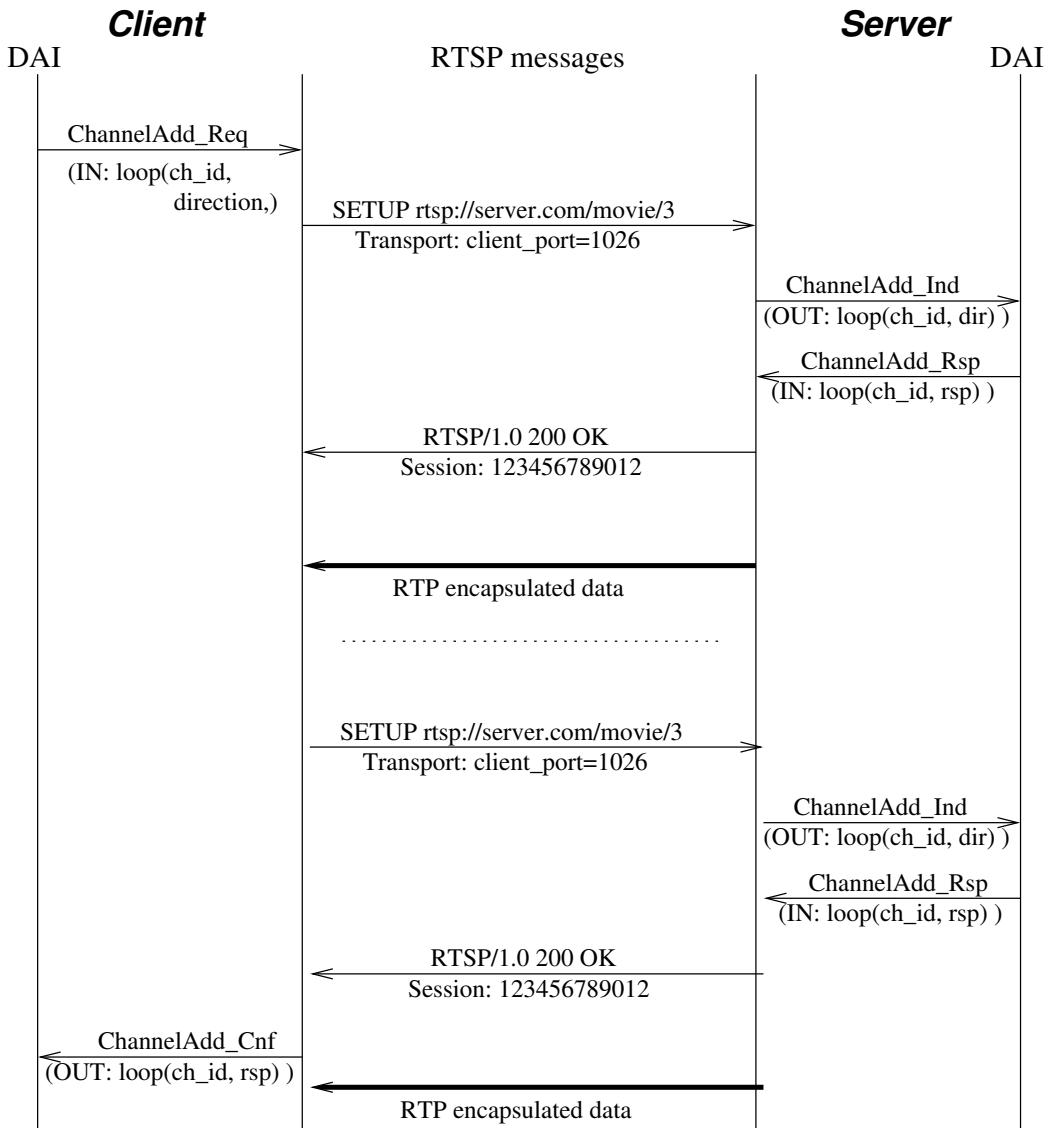 Client
Server
DAI
RTSP messages
DAI
ChannelAdd_Req
(IN: loop(ch_id,
direction,)
SETUP rtsp://server.com/movie/3
Transport: client_port=1026
ChannelAdd_Ind
(OUT: loop(ch_id, dir) )
ChannelAdd_Rsp
(IN: loop(ch_id, rsp) )
RTSP/1.0 200 OK
Session: 123456789012
RTP encapsulated data
SETUP rtsp://server.com/movie/3
Transport: client_port=1026
ChannelAdd_Ind
(OUT: loop(ch_id, dir) )
ChannelAdd_Rsp
(IN: loop(ch_id, rsp) )
RTSP/1.0 200 OK
Session: 123456789012
ChannelAdd_Cnf
(OUT: loop(ch_id, rsp) )
RTP encapsulated data